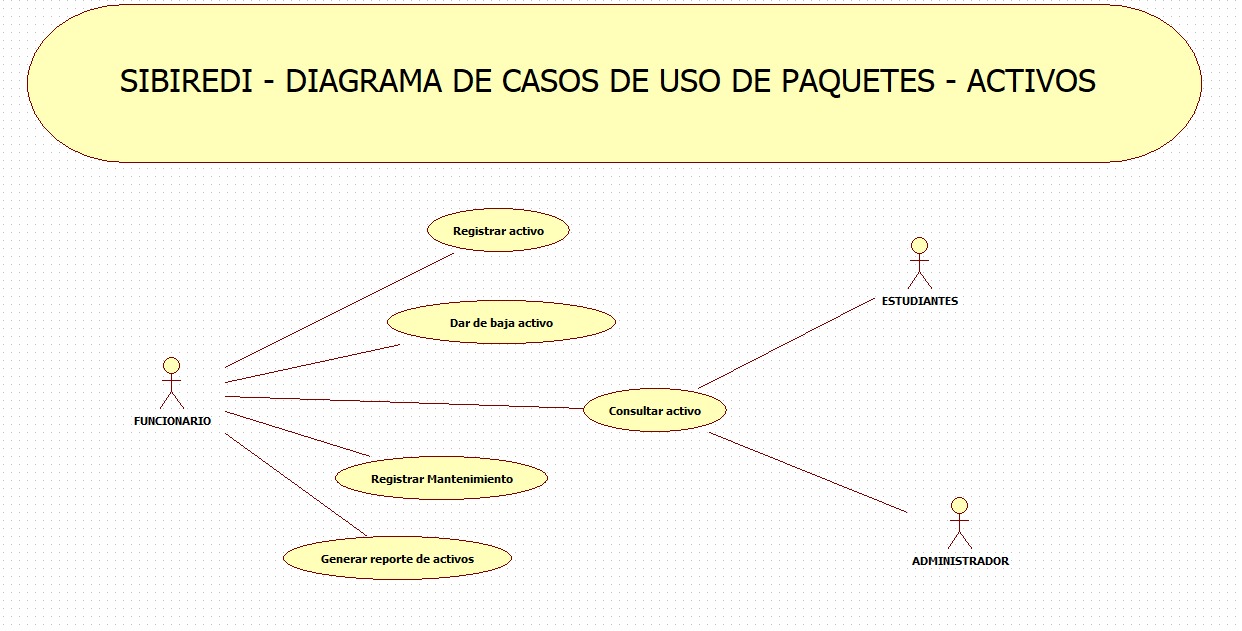 SIBIREDI - DIAGRAMA DE CASOS DE USO DE PAQUETES - ACTIVOS
Registrar activo
ESTUDIANTES
Dar de baja activo
FUNCIONARIO
Consultar activo
Registrar Mantenimiento
Generar reporte de activos
ADMINISTRADOR